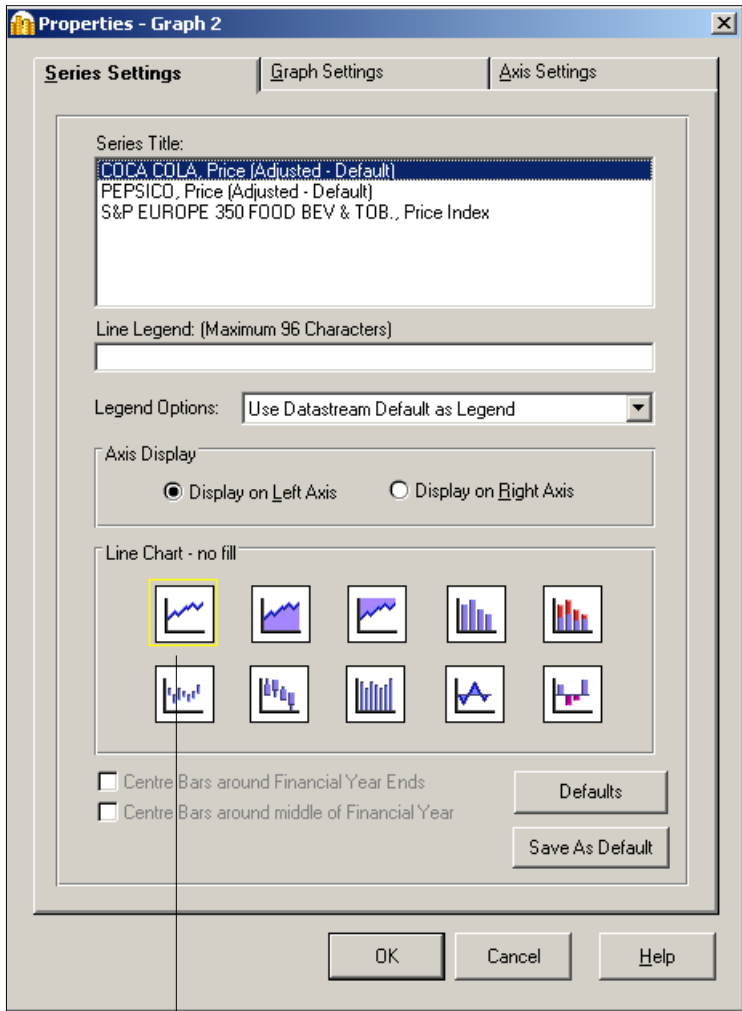 Properties - Graph 2
Series Settings
Graph Settings
Axis Settings
Series Title:
COCA COLA, Price (Adjusted - Default)
PEPSICO, Price (Adjusted - Default)
S&P EUROPE 350 FOOD BEV & TOB., Price Index
Line Legend: (Maximum 96 Characters)
Legend Options:
Use Datastream Default as Legend
Axis Display
Display on Left Axis
Display on Right Axis
Line Chart - no fill
Centre Bars around Financial Year Ends
Centre Bars around middle of Financial Year
Defaults
Save As Default
OK
Cancel
Help